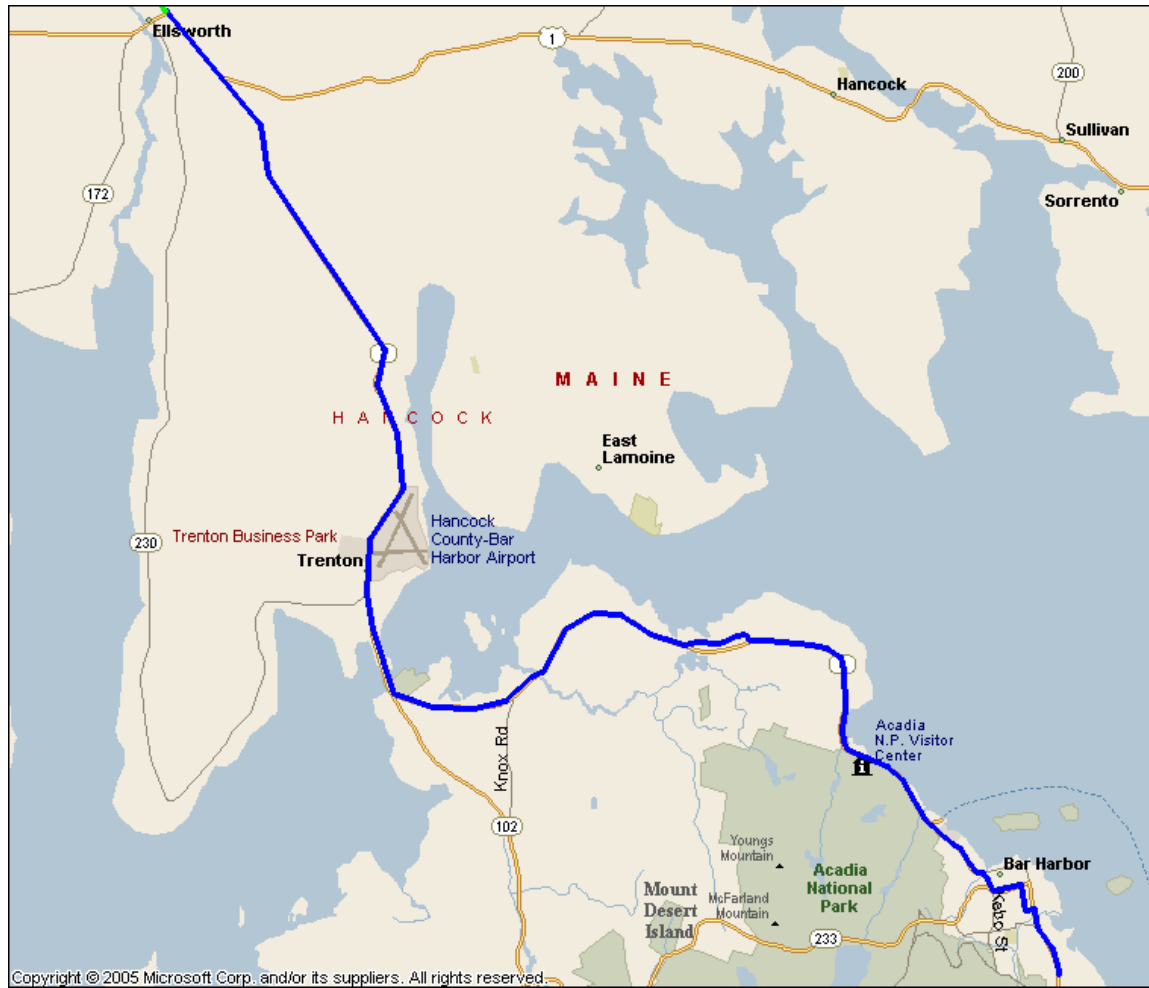 Ellsworth
1
Hancock
200
Sullivan
172
Sorrento
MAINE
HANCOCK
East
Lamoine
Trenton Business Park
Hancock
County-Bar
Harbor Airport
230
Trenton
Knox Rd
Acadia
N.P. Visitor
Center
102
Youngs
Mountain
Acadia
National
Park
Bar Harbor
Mount
Desert
Island
McFarland
Mountain
Kebo St
233
Copyright © 2005 Microsoft Corp. and/or its suppliers. All rights reserved.